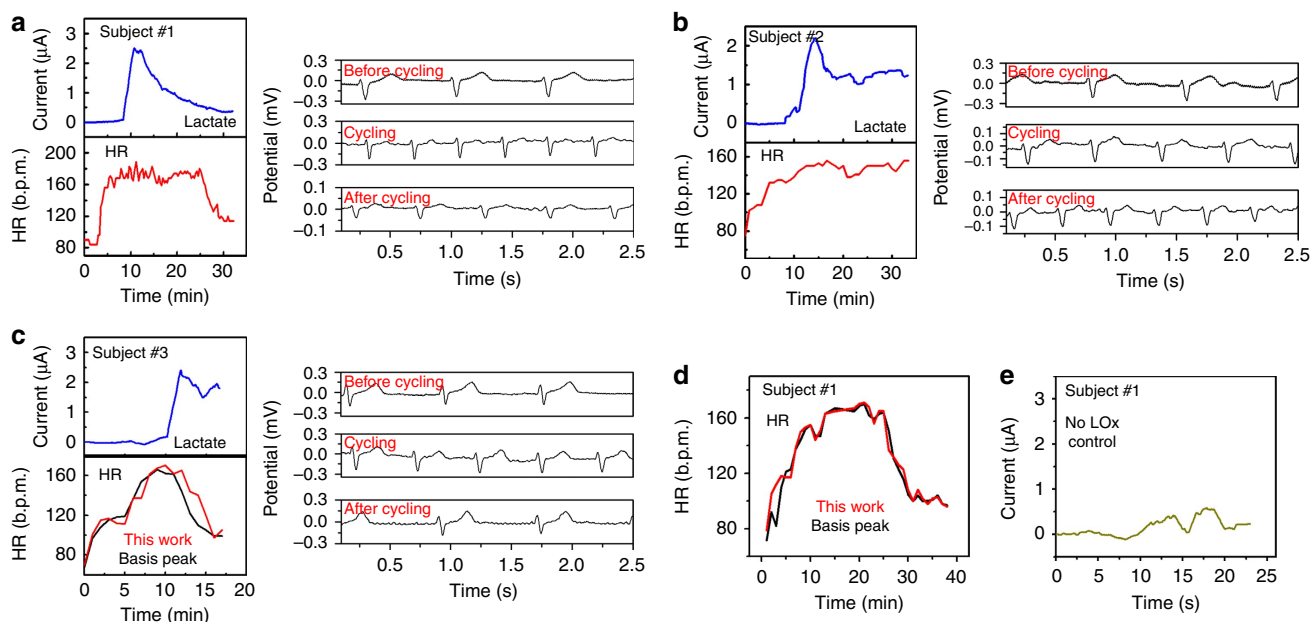 a
Subject #1
Current (μA)
3
2
1
0
Lactate
HR
HR (b.p.m.)
200
160
120
80
0 10 20 30
Time (min)
Before cycling
0.3
0.0
−0.3
Cycling
0.3
0.0
−0.3
After cycling
0.1
0.0
−0.1
Potential (mV)
0.5 1.0 1.5 2.0 2.5
Time (s)
b
Subject #2
Current (μA)
2
1
0
Lactate
HR
HR (b.p.m.)
160
120
80
0 10 20 30
Time (min)
Before cycling
0.3
0.0
−0.3
Cycling
0.1
0.0
−0.1
After cycling
0.1
0.0
−0.1
Potential (mV)
0.5 1.0 1.5 2.0 2.5
Time (s)
c
Subject #3
Current (μA)
3
2
1
0
Lactate
HR
HR (b.p.m.)
160
120
80
This work
Basis peak
0 5 10 15 20
Time (min)
Before cycling
0.3
0.0
−0.3
Cycling
0.3
0.0
−0.3
After cycling
0.3
0.0
−0.3
Potential (mV)
0.5 1.0 1.5 2.0 2.5
Time (s)
d
Subject #1
HR
HR (b.p.m.)
160
120
80
This work
Basis peak
0 10 20 30 40
Time (min)
e
Subject #1
No LOx
control
Current (μA)
3
2
1
0
0 5 10 15 20 25
Time (s)